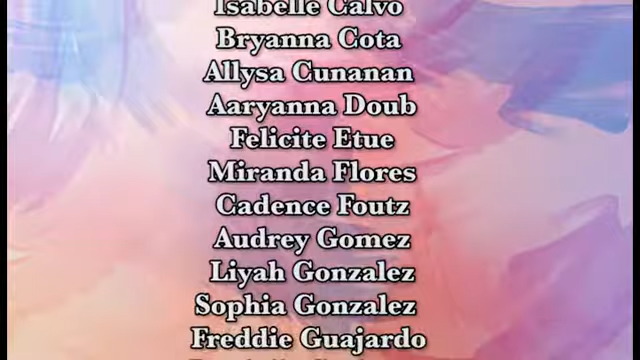 Isabelle Calvo
Bryanna Cota
Allysa Cunanan
Aaryanna Doub
Felicite Etue
Miranda Flores
Cadence Foutz
Audrey Gomez
Liyah Gonzalez
Sophia Gonzalez
Freddie Guajardo